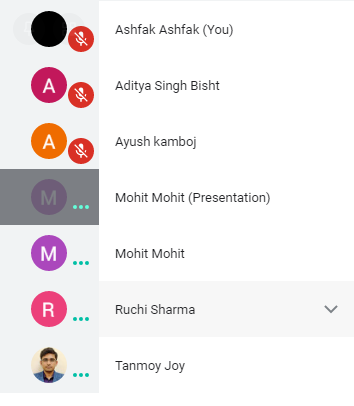 Ashfak Ashfak (You)
A Aditya Singh Bisht
A Ayush kamboj
M Mohit Mohit (Presentation)
M Mohit Mohit
R Ruchi Sharma
Tanmoy Joy